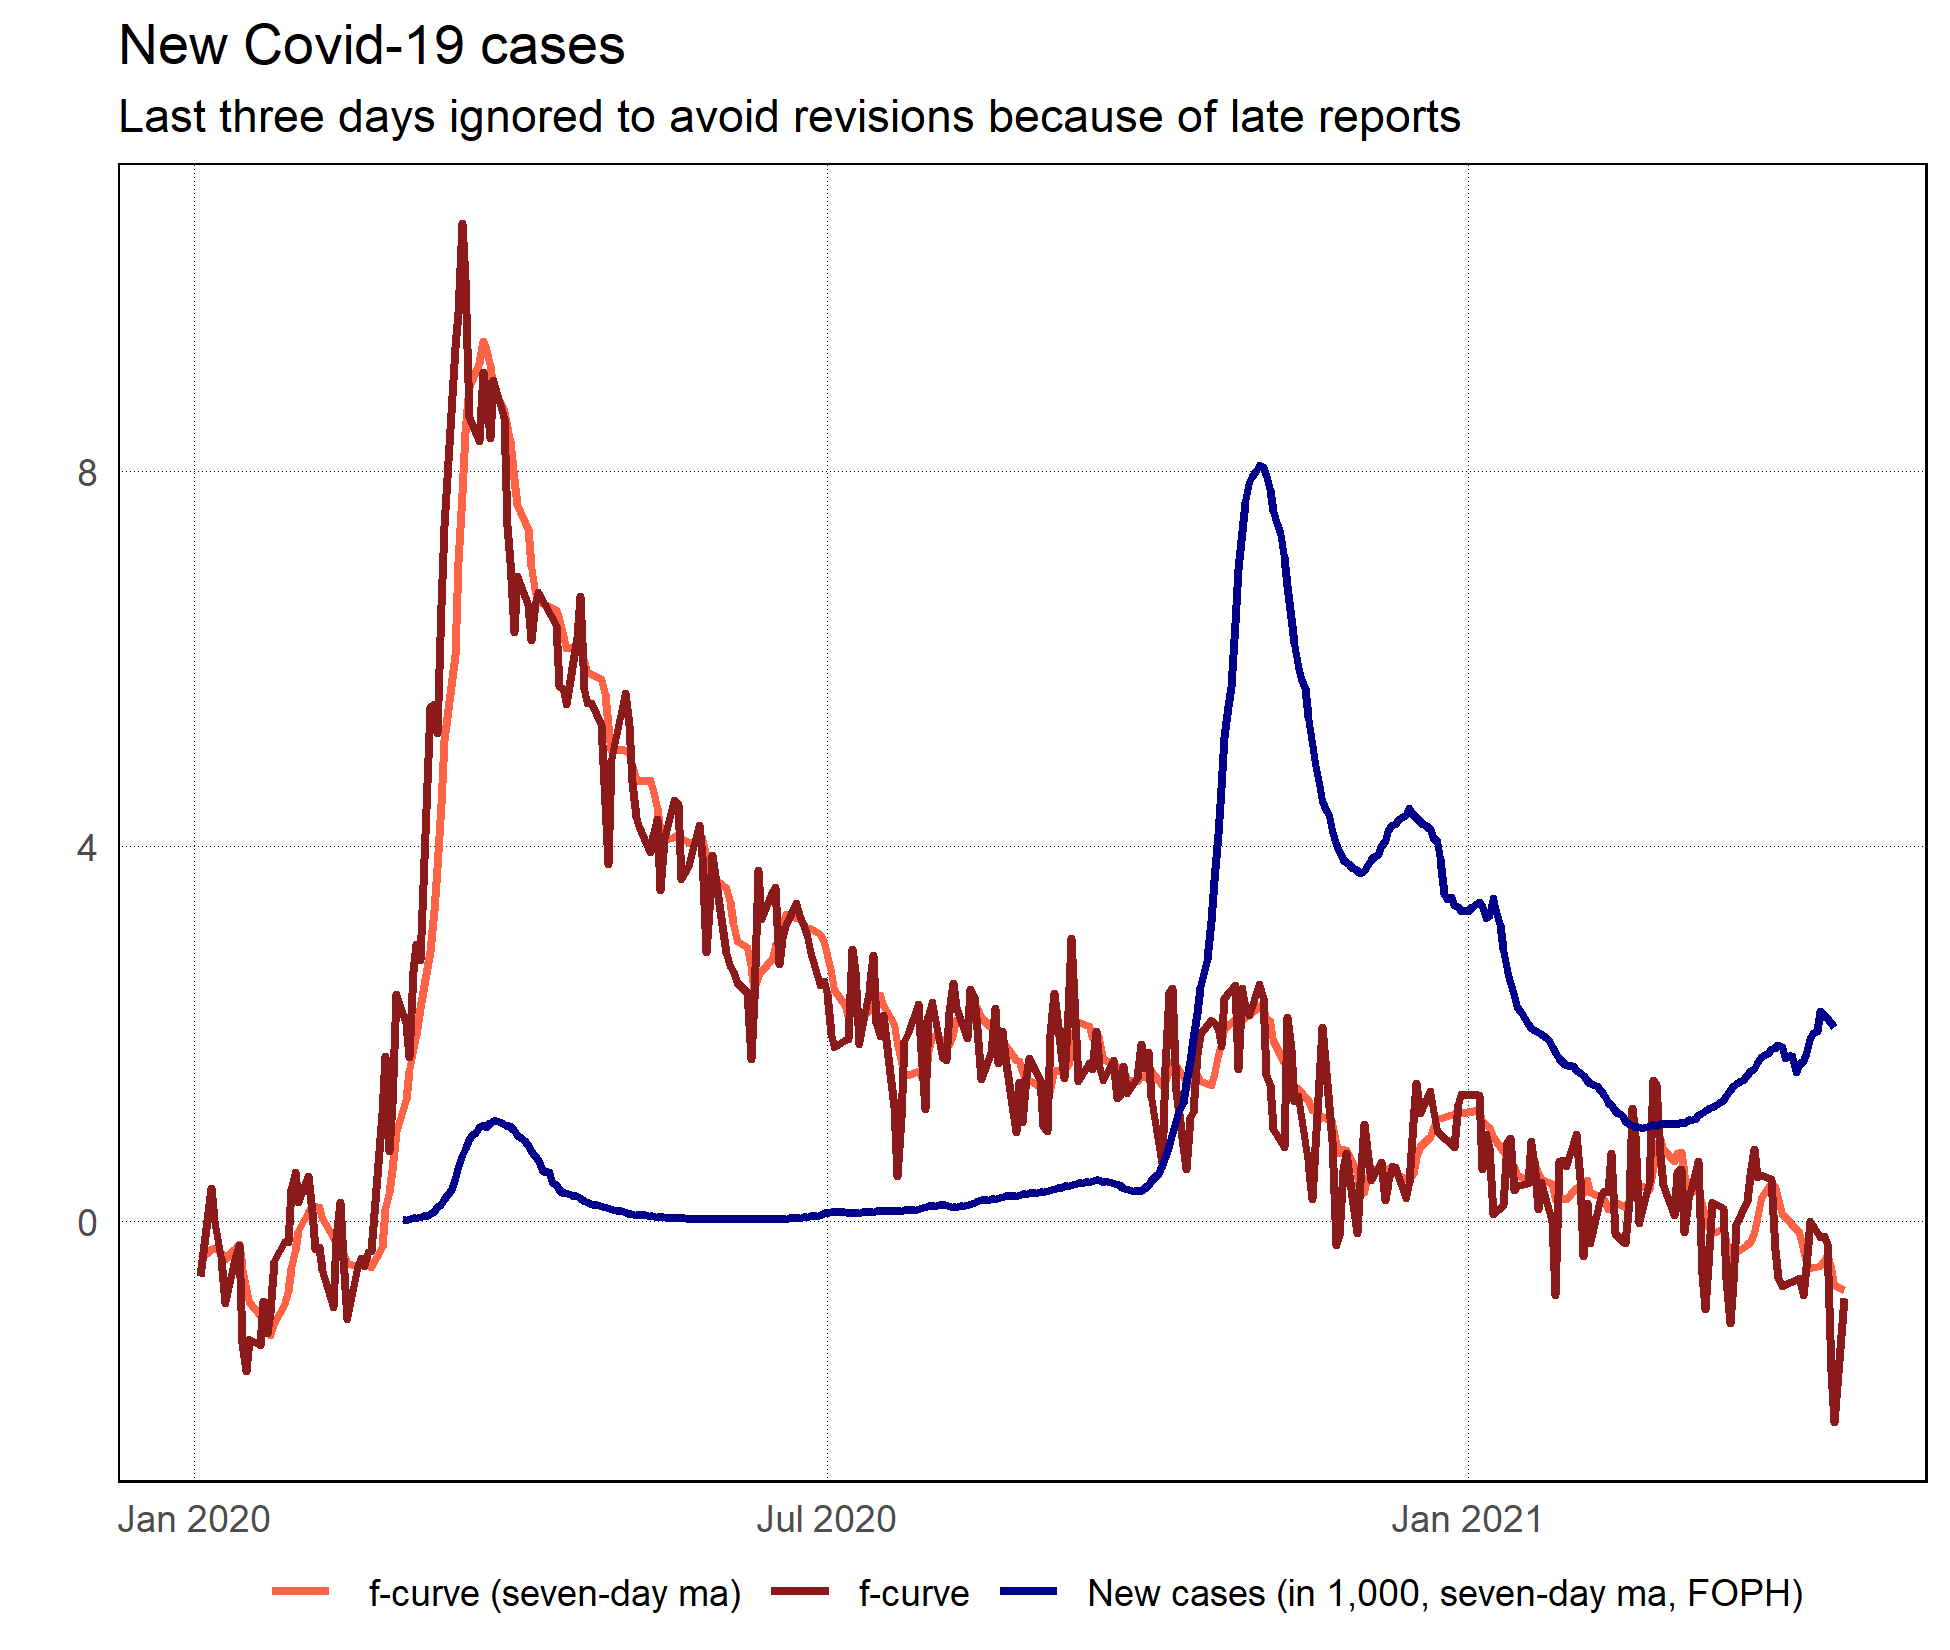 New Covid-19 cases
Last three days ignored to avoid revisions because of late reports
8
4
0
Jan 2020 Jul 2020 Jan 2021
f-curve (seven-day ma) f-curve New cases (in 1,000, seven-day ma, FOPH)